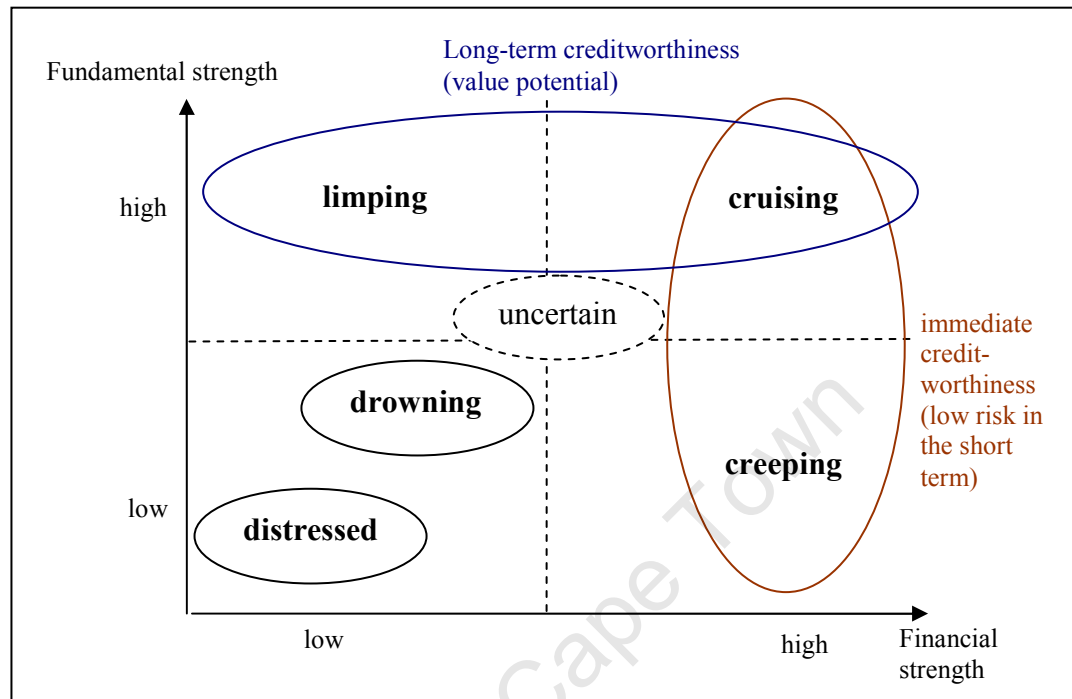 Long-term creditworthiness
(value potential)
Fundamental strength
high
limping
cruising
uncertain
immediate
credit-
worthiness
(low risk in
the short
term)
drowning
creeping
low
distressed
low
high
Financial
strength
Cape Town